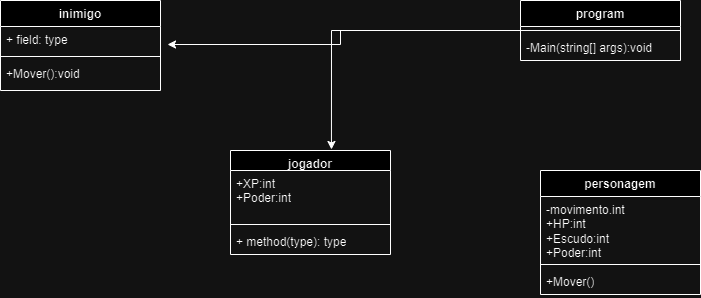 inimigo
+ field: type
+Mover():void
program
-Main(string[] args):void
jogador
+XP:int
+Poder:int
+ method(type): type
personagem
-movimento.int
+HP:int
+Escudo:int
+Poder:int
+Mover()